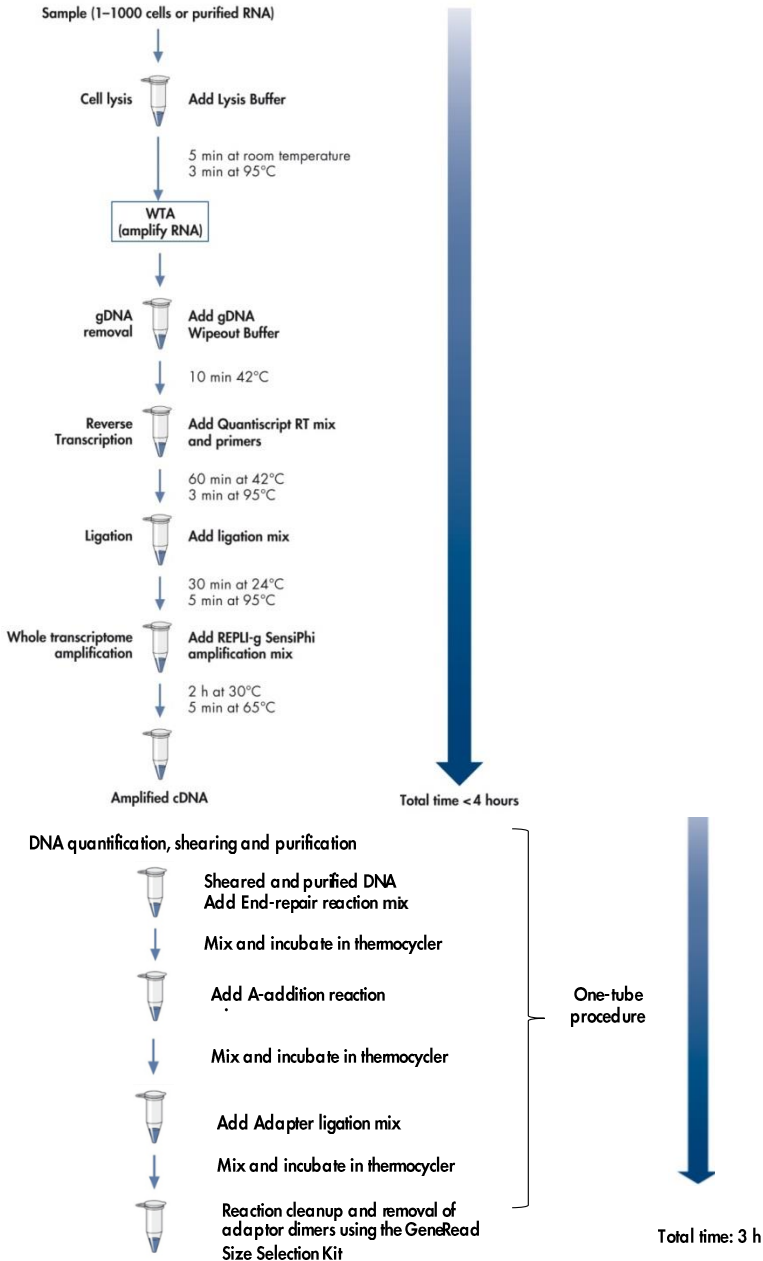 Sample (1–1000 cells or purified RNA)
Cell lysis
Add Lysis Buffer
5 min at room temperature
3 min at 95°C
WTA
(amplify RNA)
gDNA
removal
Add gDNA
Wipeout Buffer
10 min 42°C
Reverse
Transcription
Add Quantiscript RT mix
and primers
60 min at 42°C
3 min at 95°C
Ligation
Add ligation mix
30 min at 24°C
5 min at 95°C
Whole transcriptome
amplification
Add REPLI-g SensiPhi
amplification mix
2 h at 30°C
5 min at 65°C
Amplified cDNA
Total time <4 hours
DNA quantification, shearing and purification
Sheared and purified DNA
Add End-repair reaction mix
Mix and incubate in thermocycler
Add A-addition reaction
Mix and incubate in thermocycler
Add Adapter ligation mix
Mix and incubate in thermocycler
Reaction cleanup and removal of
adaptor dimers using the GeneRead
Size Selection Kit
One-tube
procedure
Total time: 3 h